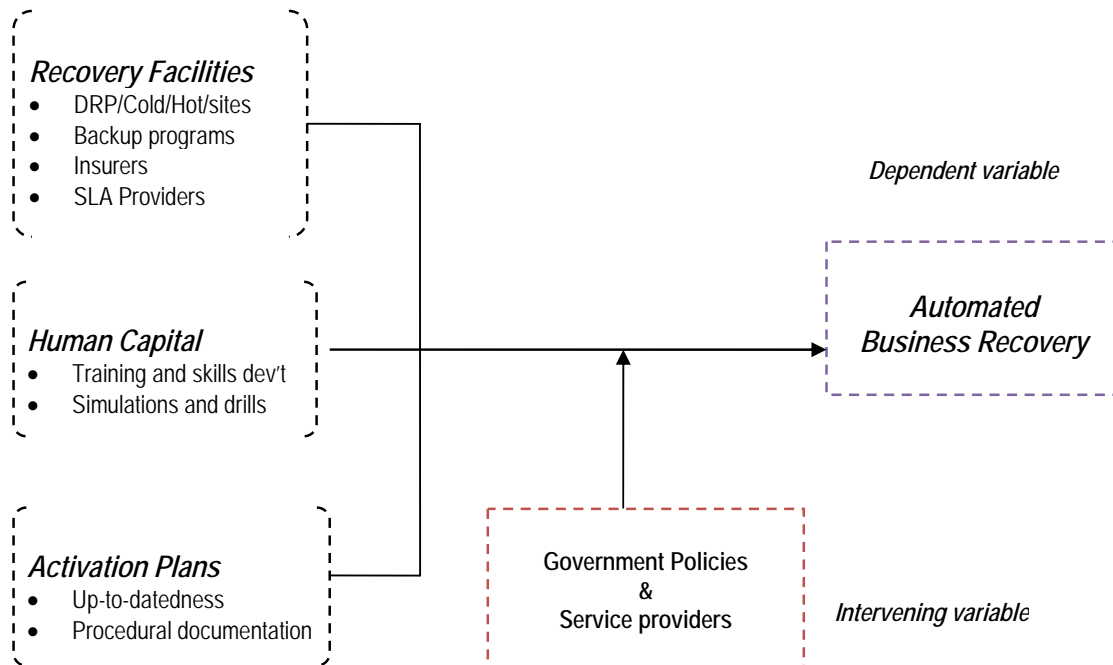 Recovery Facilities
• DRP/Cold/Hot/sites
• Backup programs
• Insurers
• SLA Providers
Dependent variable
Automated
Business Recovery
Human Capital
• Training and skills dev't
• Simulations and drills
Activation Plans
• Up-to-datedness
• Procedural documentation
Government Policies
&
Service providers
Intervening variable